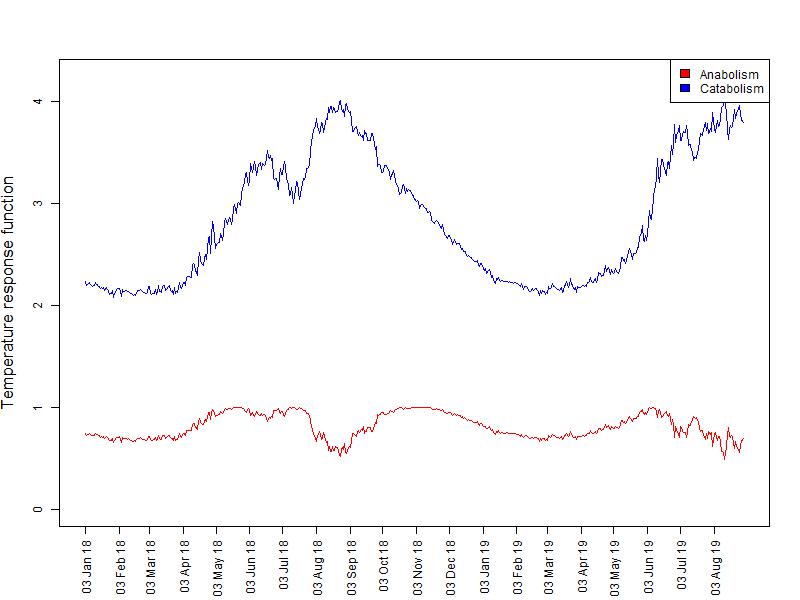 Temperature response function
4
3
2
1
0
Anabolism
Catabolism
03 Jan 18
03 Feb 18
03 Mar 18
03 Apr 18
03 May 18
03 Jun 18
03 Jul 18
03 Aug 18
03 Sep 18
03 Oct 18
03 Nov 18
03 Dec 18
03 Jan 19
03 Feb 19
03 Mar 19
03 Apr 19
03 May 19
03 Jun 19
03 Jul 19
03 Aug 19